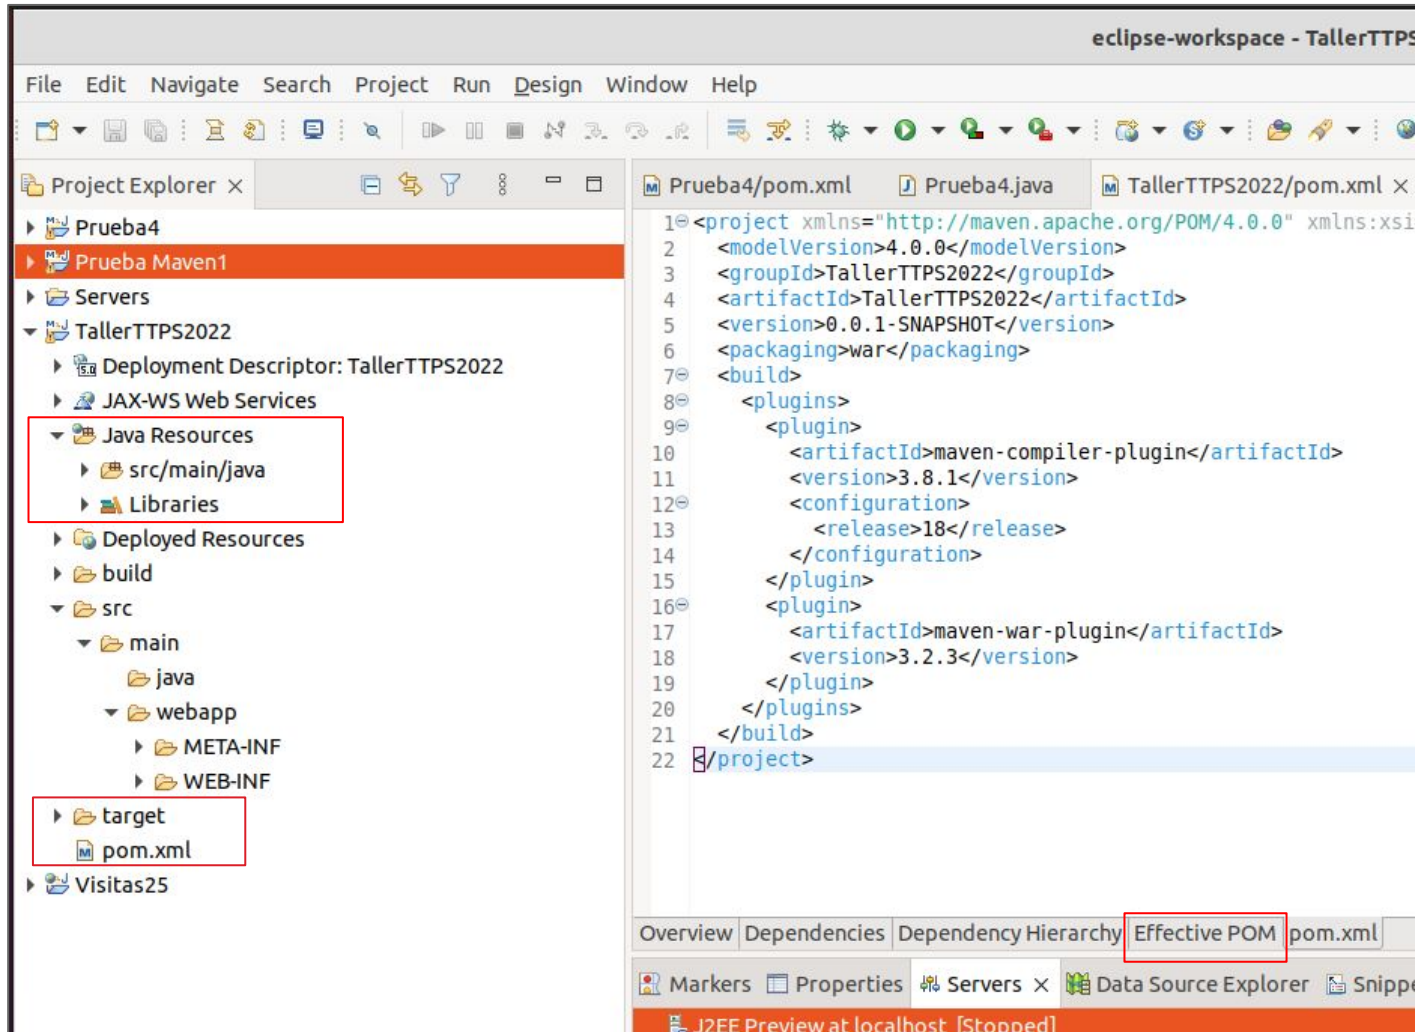 eclipse-workspace - TallerTTPS
File Edit Navigate Search Project Run Design Window Help
Project Explorer
Prueba4/pom.xml Prueba4.java TallerTTPS2022/pom.xml
Prueba4
Prueba Maven1
Servers
TallerTTPS2022
Deployment Descriptor: TallerTTPS2022
JAX-WS Web Services
Java Resources
src/main/java
Libraries
Deployed Resources
build
src
main
java
webapp
META-INF
WEB-INF
target
pom.xml
Visitas25
1 <project xmlns="http://maven.apache.org/POM/4.0.0" xmlns:xsi
2 <modelVersion>4.0.0</modelVersion>
3 <groupId>TallerTTPS2022</groupId>
4 <artifactId>TallerTTPS2022</artifactId>
5 <version>0.0.1-SNAPSHOT</version>
6 <packaging>war</packaging>
7 <build>
8 <plugins>
9 <plugin>
10 <artifactId>maven-compiler-plugin</artifactId>
11 <version>3.8.1</version>
12 <configuration>
13 <release>18</release>
14 </configuration>
15 </plugin>
16 <plugin>
17 <artifactId>maven-war-plugin</artifactId>
18 <version>3.2.3</version>
19 </plugin>
20 </plugins>
21 </build>
22 </project>
Overview Dependencies Dependency Hierarchy Effective POM pom.xml
Markers Properties Servers Data Source Explorer Snippe
J2EE Preview at localhost [Stopped]